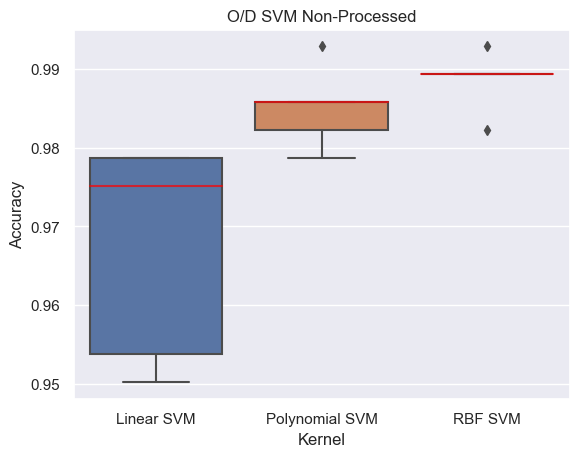 O/D SVM Non-Processed
0.99
0.98
0.97
0.96
0.95
Accuracy
Linear SVM
Polynomial SVM
RBF SVM
Kernel